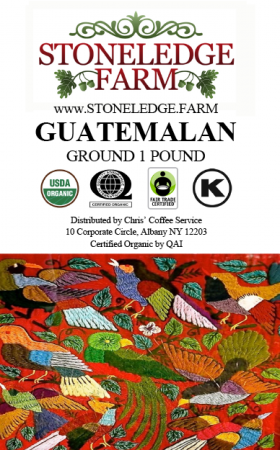 STONELEDGE
FARM
www.STONELEDGE.FARM
GUATEMALAN
GROUND 1 POUND
USDA
ORGANIC
Q
CERTIFIED ORGANIC
FAIR TRADE
CERTIFIED
K
Distributed by Chris' Coffee Service
10 Corporate Circle, Albany NY 12203
Certified Organic by QAI